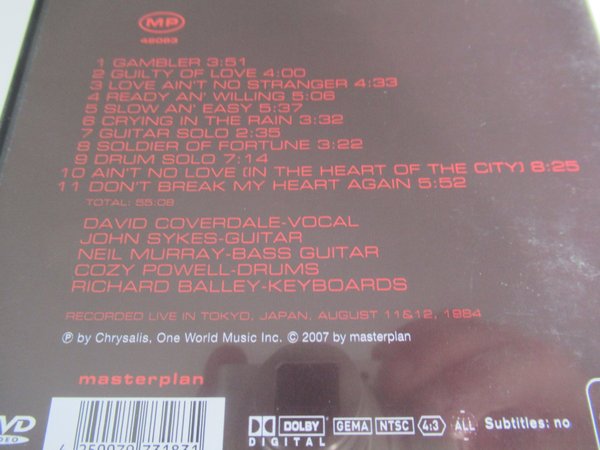 MP
42093
1 GAMBLER 3:51
2 GUILTY OF LOVE 4:00
3 LOVE AIN'T NO STRANGER 4:33
4 READY AN' WILLING 5:06
5 SLOW AN' EASY 5:37
6 CRYING IN THE RAIN 3:32
7 GUITAR SOLO 2:35
8 SOLDIER OF FORTUNE 3:22
9 DRUM SOLO 7:14
10 AIN'T NO LOVE (IN THE HEART OF THE CITY) 8:25
11 DON'T BREAK MY HEART AGAIN 5:52
TOTAL: 55:08
DAVID COVERDALE-VOCAL
JOHN SYKES-GUITAR
NEIL MURRAY-BASS GUITAR
COZY POWELL-DRUMS
RICHARD BALLEY-KEYBOARDS
RECORDED LIVE IN TOKYO, JAPAN, AUGUST 11&12, 1984
℗ by Chrysalis, One World Music Inc. © 2007 by masterplan
masterplan
DOLBY DIGITAL GEMA NTSC 4:3 ALL Subtitles: no
VIDEO